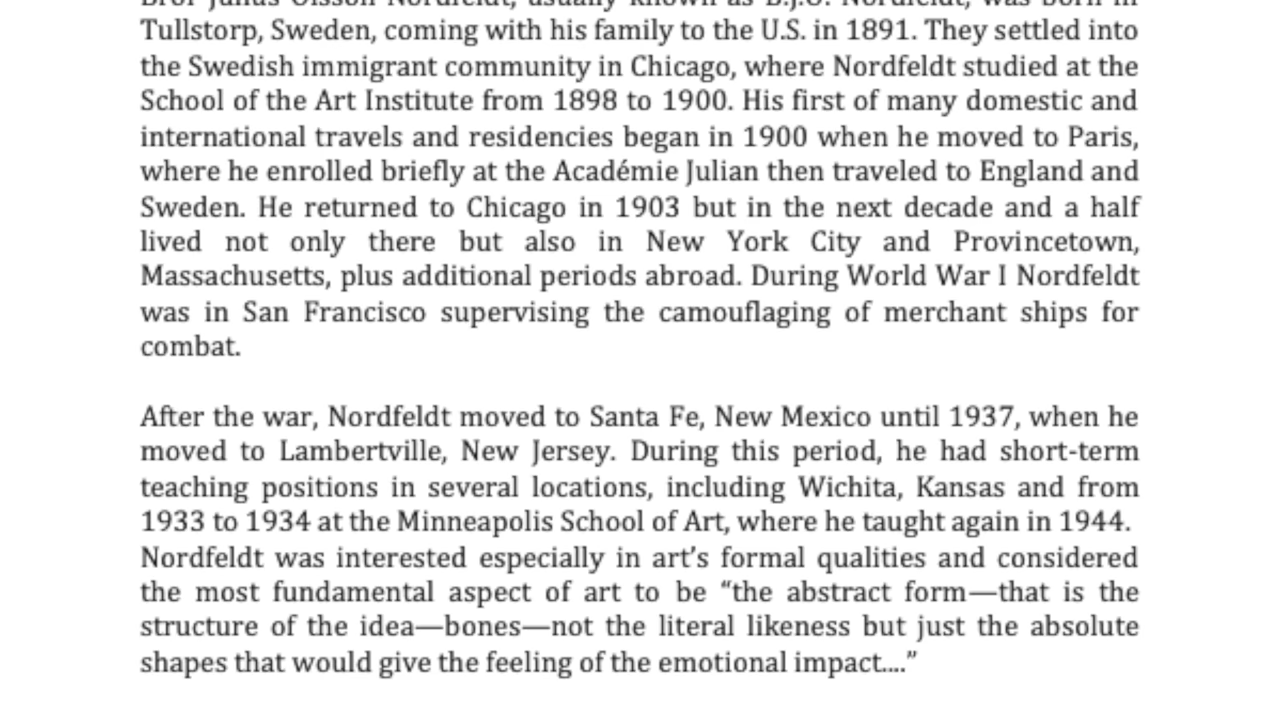 Bror Julius Olsson Nordfeldt, usually known as B.J.O. Nordfeldt, was born in
Tullstorp, Sweden, coming with his family to the U.S. in 1891. They settled into
the Swedish immigrant community in Chicago, where Nordfeldt studied at the
School of the Art Institute from 1898 to 1900. His first of many domestic and
international travels and residencies began in 1900 when he moved to Paris,
where he enrolled briefly at the Académie Julian then traveled to England and
Sweden. He returned to Chicago in 1903 but in the next decade and a half
lived not only there but also in New York City and Provincetown,
Massachusetts, plus additional periods abroad. During World War I Nordfeldt
was in San Francisco supervising the camouflaging of merchant ships for
combat.
After the war, Nordfeldt moved to Santa Fe, New Mexico until 1937, when he
moved to Lambertville, New Jersey. During this period, he had short-term
teaching positions in several locations, including Wichita, Kansas and from
1933 to 1934 at the Minneapolis School of Art, where he taught again in 1944.
Nordfeldt was interested especially in art’s formal qualities and considered
the most fundamental aspect of art to be “the abstract form—that is the
structure of the idea—bones—not the literal likeness but just the absolute
shapes that would give the feeling of the emotional impact....”